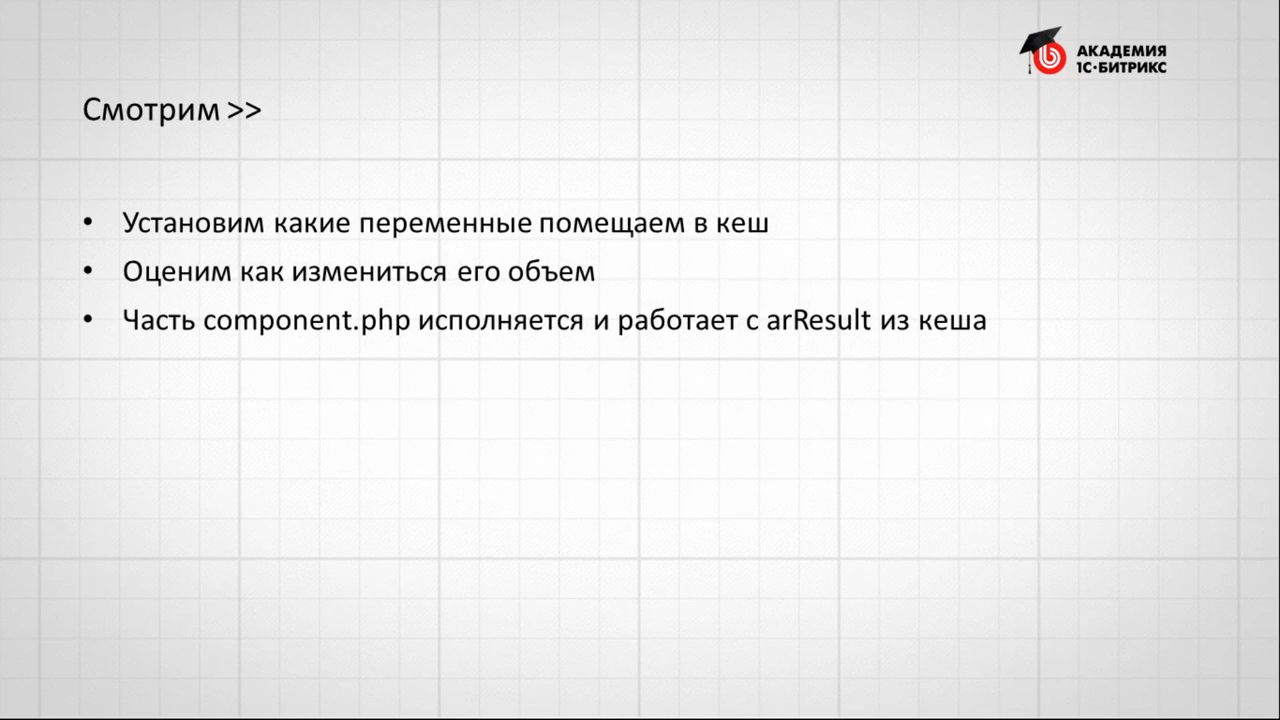 АКАДЕМИЯ
1С·БИТРИКС
Смотрим >>
• Установим какие переменные помещаем в кеш
• Оценим как измениться его объем
• Часть component.php исполняется и работает с arResult из кеша